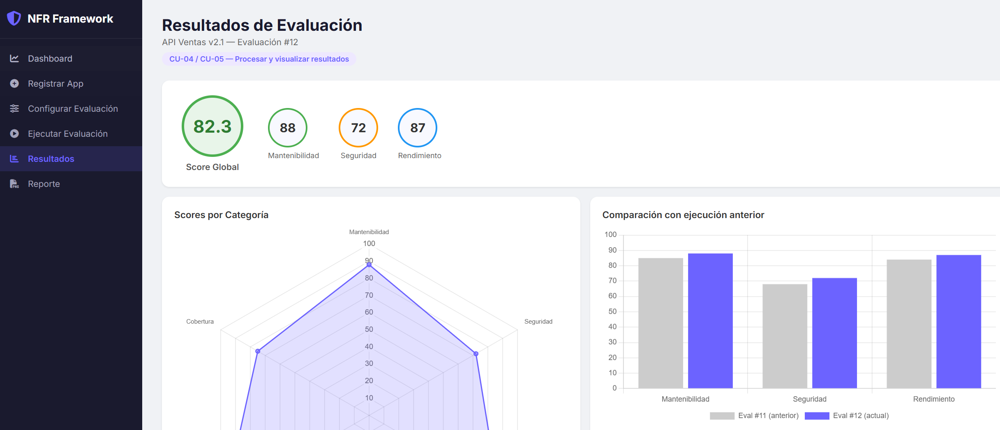 NFR Framework
Dashboard
Registrar App
Configurar Evaluación
Ejecutar Evaluación
Resultados
PNG
Reporte
Resultados de Evaluación
API Ventas v2.1 — Evaluación #12
CU-04 / CU-05 — Procesar y visualizar resultados
82.3
Score Global
88
Mantenibilidad
72
Seguridad
87
Rendimiento
Scores por Categoría
Mantenibilidad
100
90
80
70
60
50
40
30
20
10
Cobertura
Seguridad
Comparación con ejecución anterior
100
90
80
70
60
50
40
30
20
10
0
Mantenibilidad Seguridad Rendimiento
Eval #11 (anterior) Eval #12 (actual)